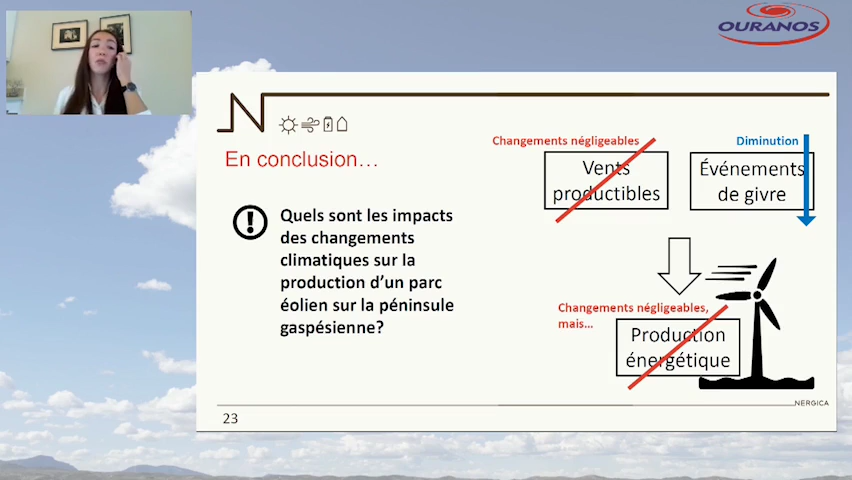 OURANOS
En conclusion...
Quels sont les impacts
des changements
climatiques sur la
production d'un parc
éolien sur la péninsule
gaspésienne?
Changements négligeables
Vents
productibles
Diminution
Événements
de givre
Changements négligeables,
mais...
Production
énergétique
NERGICA
23